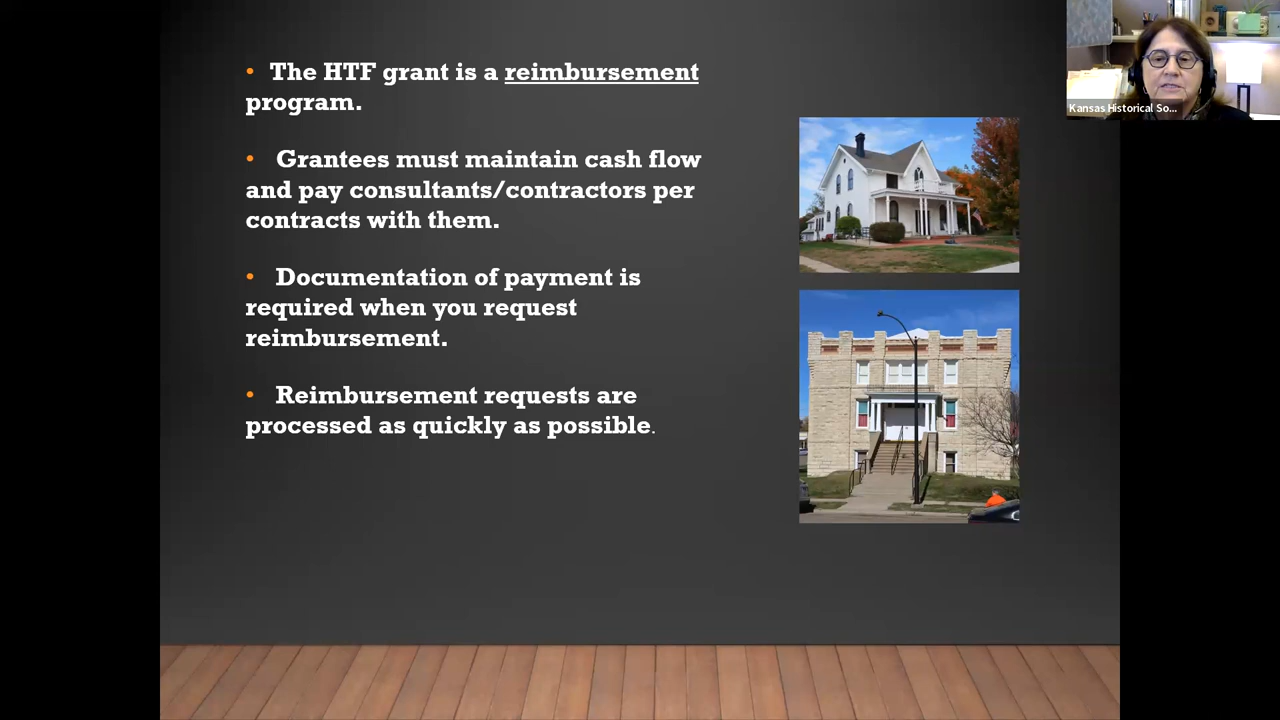 • The HTF grant is a reimbursement
program.
• Grantees must maintain cash flow
and pay consultants/contractors per
contracts with them.
• Documentation of payment is
required when you request
reimbursement.
• Reimbursement requests are
processed as quickly as possible.
Kansas Historical So...